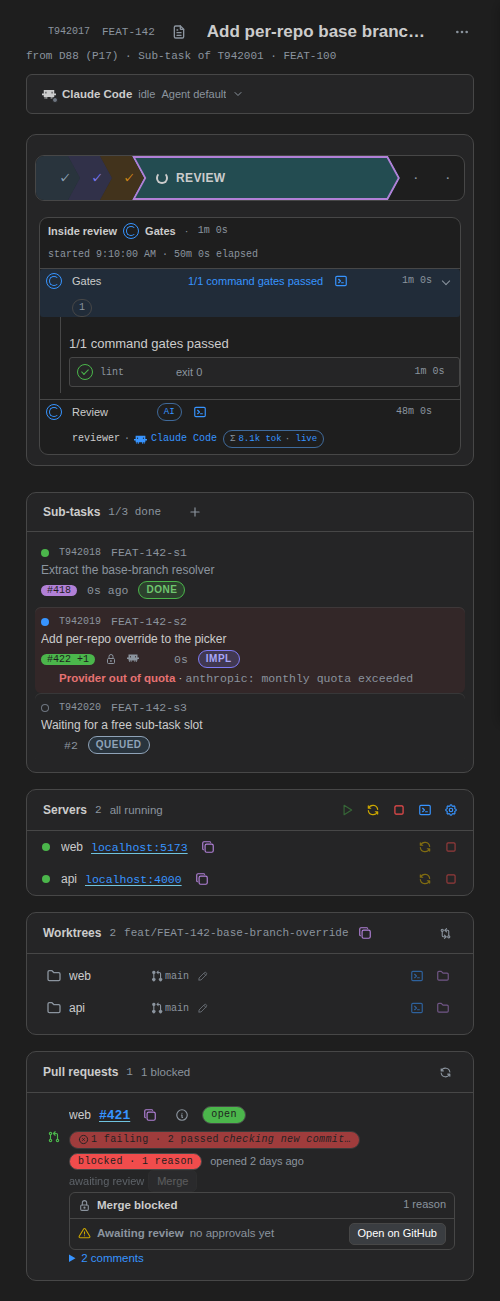 T942017 FEAT-142 Add per-repo base branc…
from D88 (P17) · Sub-task of T942001 · FEAT-100
Claude Code idle Agent default
REVIEW
Inside review Gates · 1m 0s
started 9:10:00 AM · 50m 0s elapsed
Gates 1/1 command gates passed 1m 0s
1
1/1 command gates passed
lint exit 0 1m 0s
Review AI 48m 0s
reviewer · Claude Code Σ 8.1k tok · live
Sub-tasks 1/3 done
T942018 FEAT-142-s1
Extract the base-branch resolver
#418 0s ago DONE
T942019 FEAT-142-s2
Add per-repo override to the picker
#422 +1 0s IMPL
Provider out of quota · anthropic: monthly quota exceeded
T942020 FEAT-142-s3
Waiting for a free sub-task slot
#2 QUEUED
Servers 2 all running
web localhost:5173
api localhost:4000
Worktrees 2 feat/FEAT-142-base-branch-override
web main
api main
Pull requests 1 1 blocked
web #421 open
1 failing · 2 passed checking new commit…
blocked · 1 reason opened 2 days ago
awaiting review Merge
Merge blocked 1 reason
Awaiting review no approvals yet Open on GitHub
2 comments